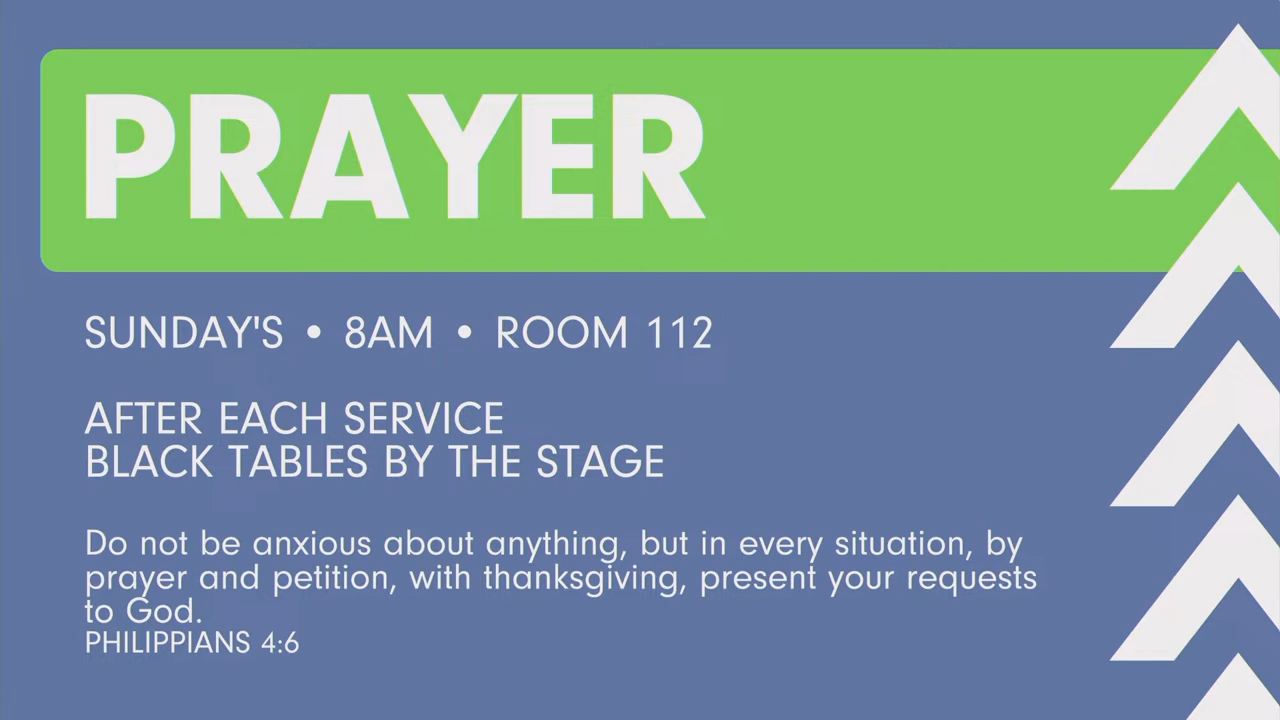 PRAYER
SUNDAY'S • 8AM • ROOM 112
AFTER EACH SERVICE
BLACK TABLES BY THE STAGE
Do not be anxious about anything, but in every situation, by
prayer and petition, with thanksgiving, present your requests
to God.
PHILIPPIANS 4:6